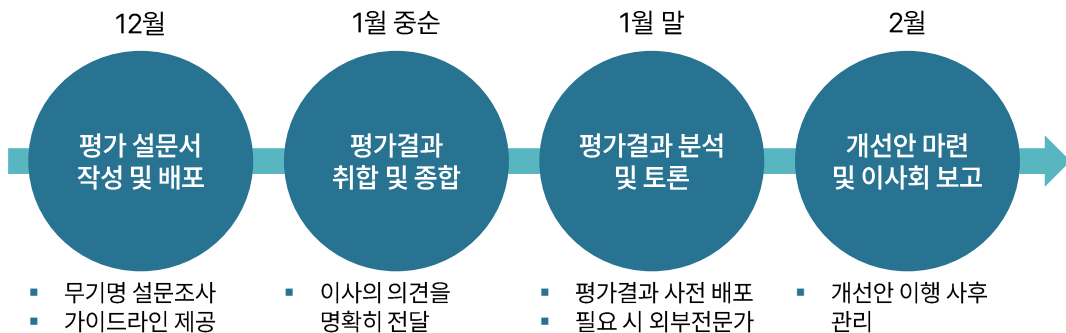 12월
평가 설문서
작성 및 배포
▪ 무기명 설문조사
▪ 가이드라인 제공
1월 중순
평가결과
취합 및 종합
▪ 이사의 의견을
명확히 전달
1월 말
평가결과 분석
및 토론
▪ 평가결과 사전 배포
▪ 필요 시 외부전문가
2월
개선안 마련
및 이사회 보고
▪ 개선안 이행 사후
관리